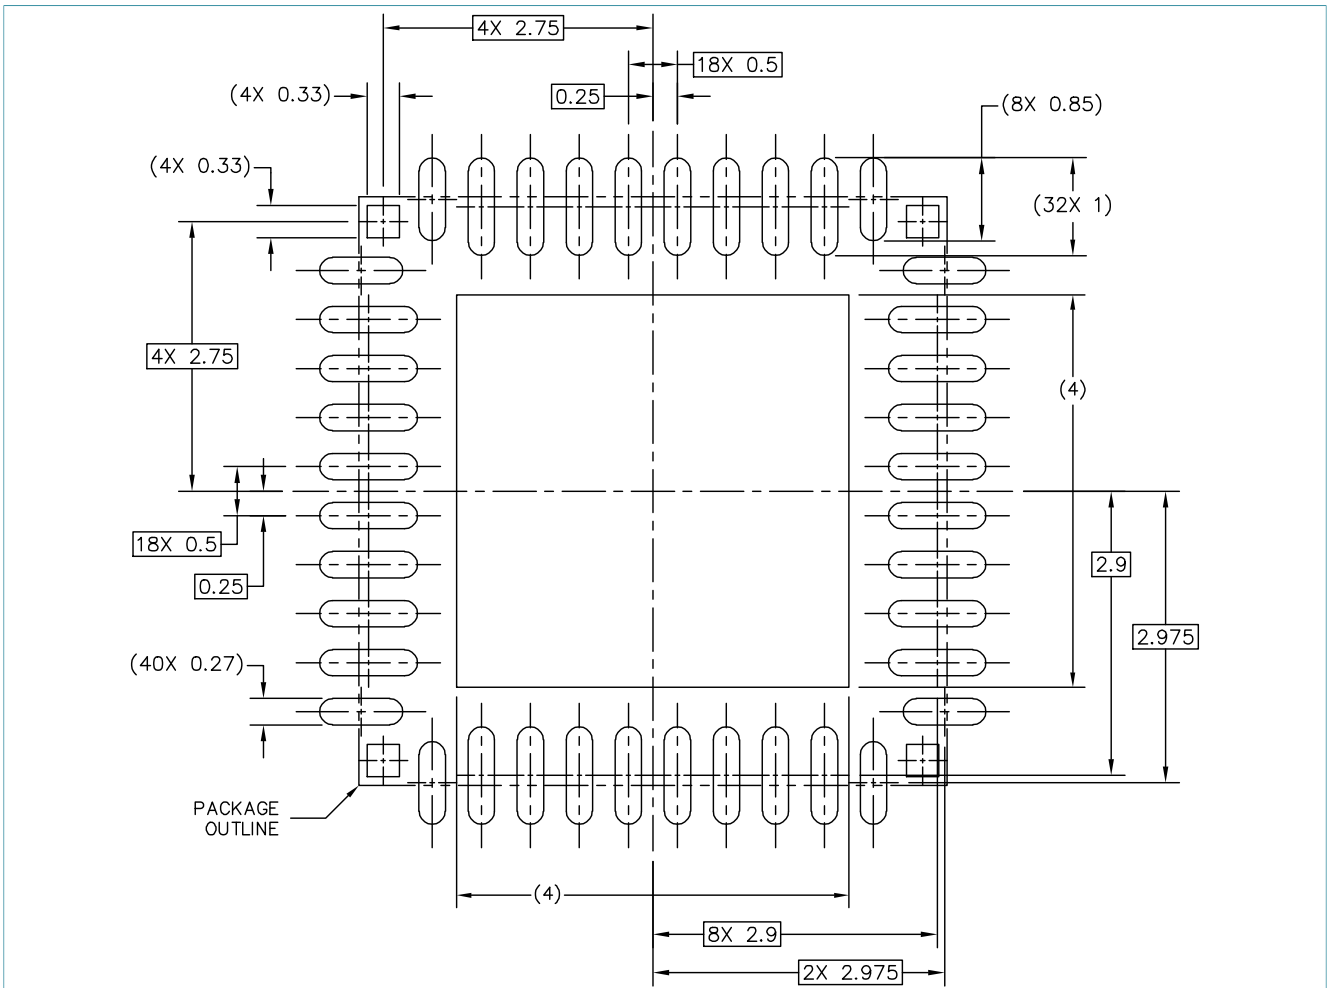 4X 2.75
18X 0.5
(4X 0.33)
0.25
(8X 0.85)
(4X 0.33)
(32X 1)
4X 2.75
(4)
18X 0.5
2.9
0.25
2.975
(40X 0.27)
PACKAGE
OUTLINE
(4)
8X 2.9
2X 2.975